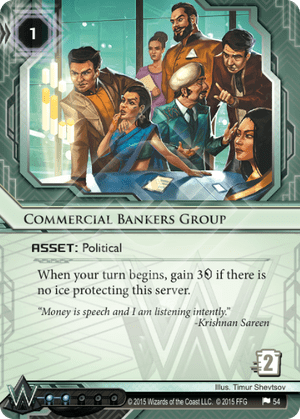 1
COMMERCIAL BANKERS GROUP
ASSET: Political
When your turn begins, gain 3 if there is
no ice protecting this server.
"Money is speech and I am listening intently."
-Krishnan Sareen
2
Illus. Timur Shevtsov
© 2015 Wizards of the Coast LLC. © 2015 FFG 54